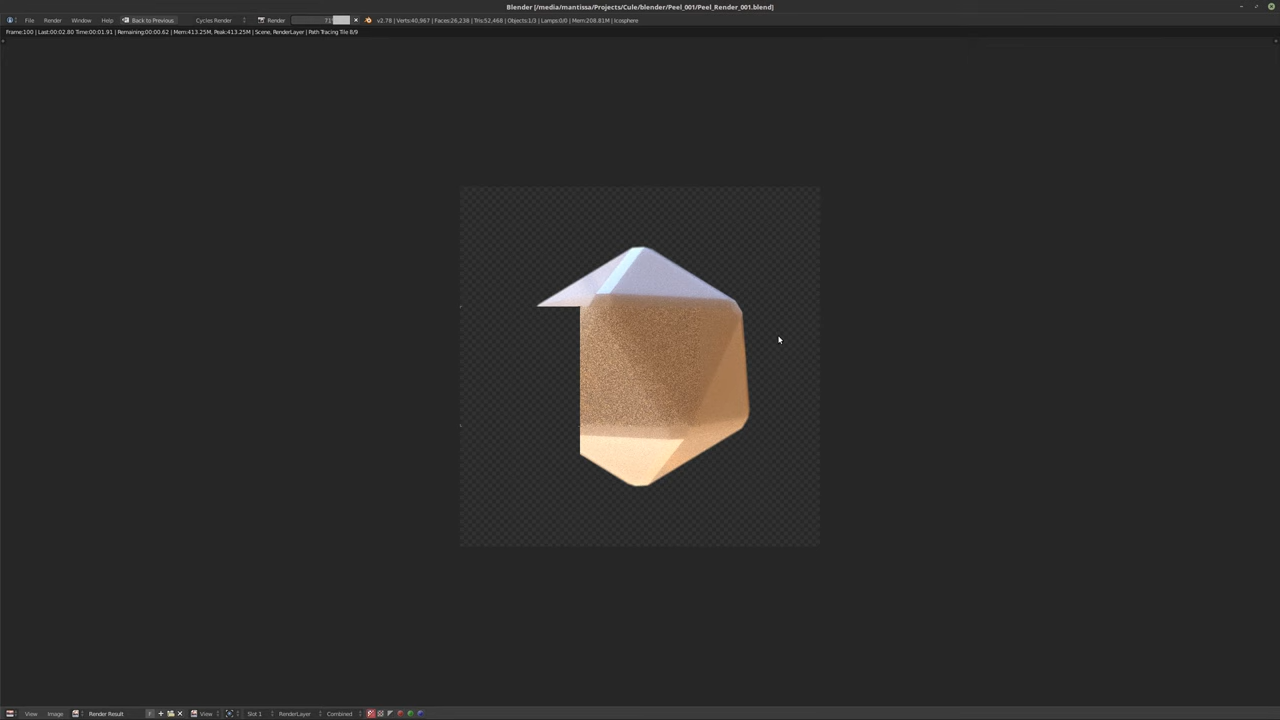 Blender [/media/mantissa/Projects/Cule/blender/Peel_001/Peel_Render_001.blend]
File Render Window Help Back to Previous Cycles Render Render 71% v2.78 | Verts:40,967 | Faces:26,238 | Tris:52,468 | Objects:1/3 | Lamps:0/0 | Mem:208.81M | Icosphere
Frame:100 | Last:00:02.80 Time:00:01.91 | Remaining:00:00.62 | Mem:413.25M, Peak:413.25M | Scene, RenderLayer | Path Tracing Tile 8/9
View Image Render Result F View Slot 1 RenderLayer Combined